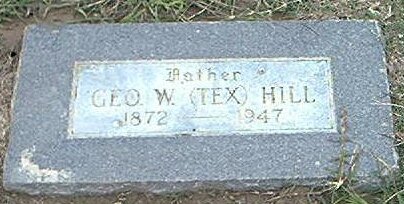 Father
GEO. W. (TEX) HILL
1872 — 1947